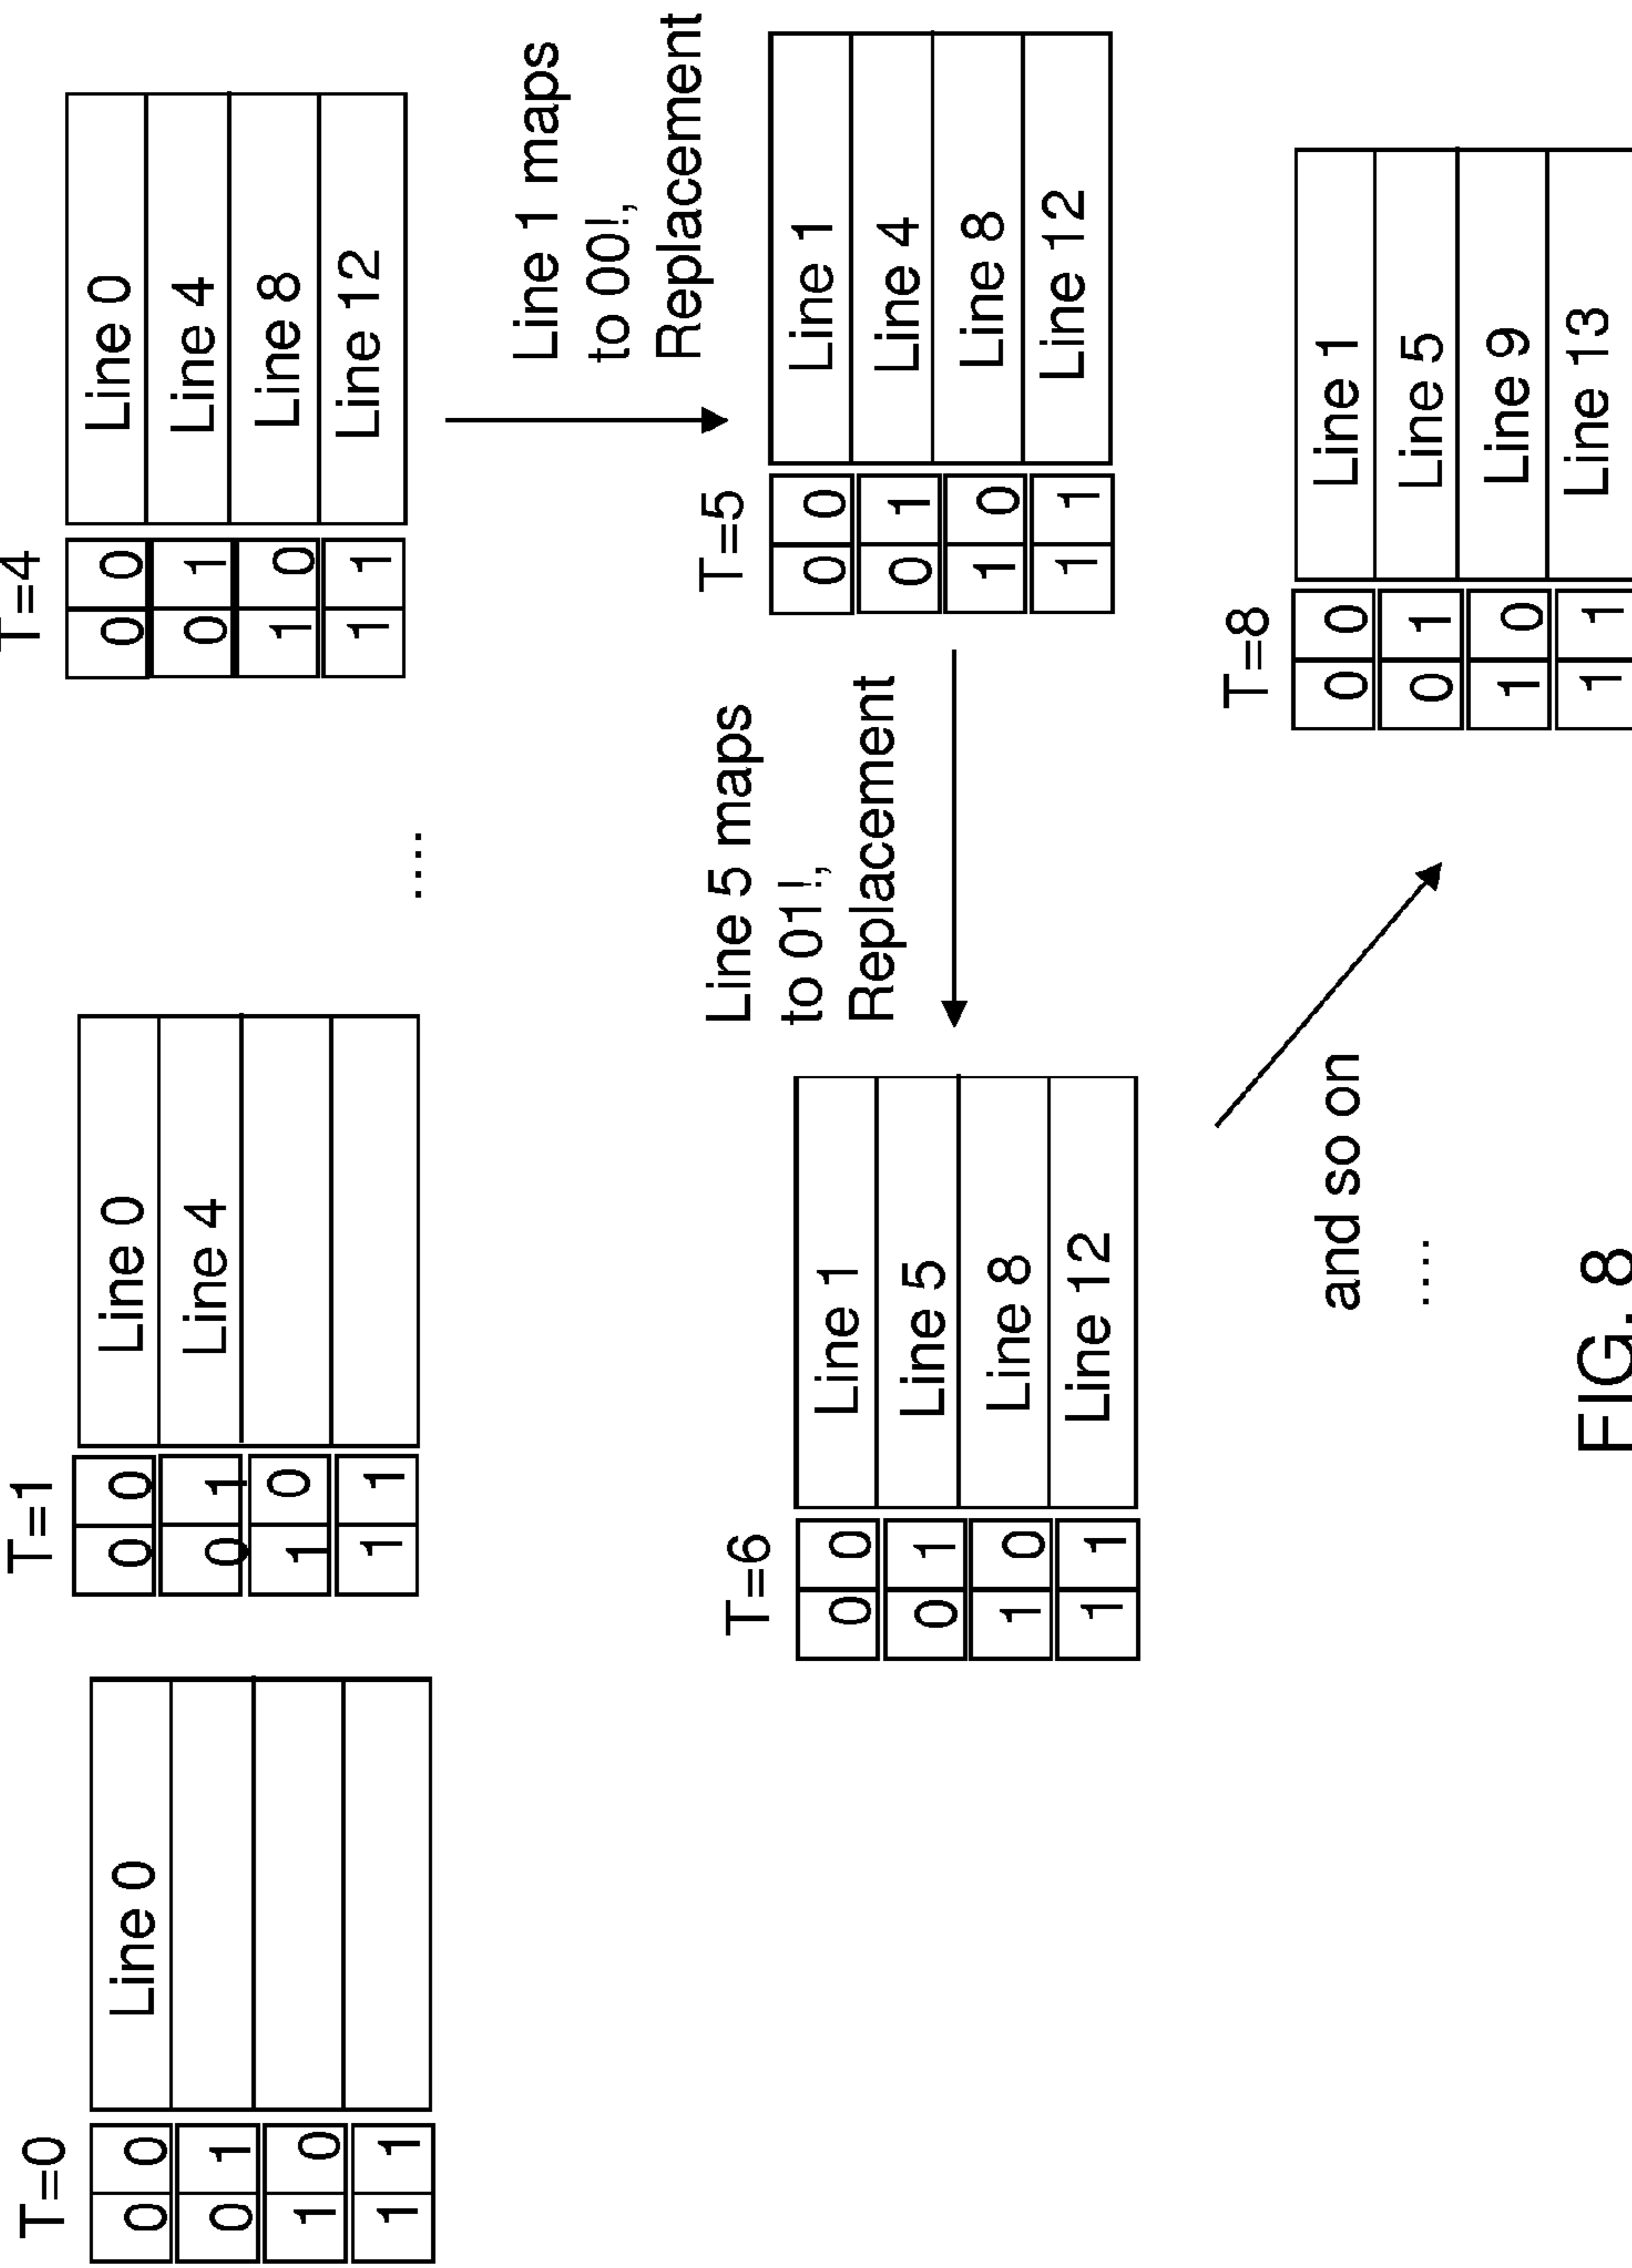 T=0
0 0 Line 0
0 1
1 0
1 1
T=1
0 0 Line 0
0 1 Line 4
1 0
1 1
....
T=4
0 0 Line 0
0 1 Line 4
1 0 Line 8
1 1 Line 12
Line 1 maps
to 00!,
Replacement
T=5
0 0 Line 1
0 1 Line 4
1 0 Line 8
1 1 Line 12
Line 5 maps
to 01!,
Replacement
T=6
0 0 Line 1
0 1 Line 5
1 0 Line 8
1 1 Line 12
and so on
....
T=8
0 0 Line 1
0 1 Line 5
1 0 Line 9
1 1 Line 13
FIG. 8